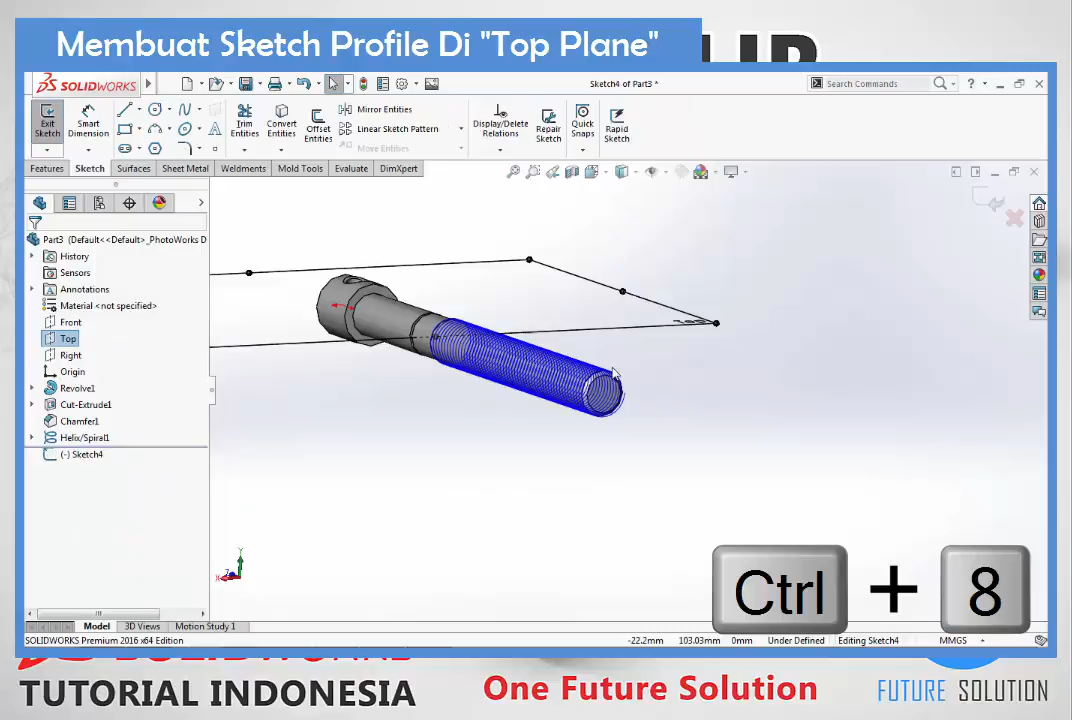 Membuat Sketch Profile Di "Top Plane"
SOLIDWORKS
Sketch4 of Part3 *
Search Commands
Exit Sketch
Smart Dimension
Trim Entities
Convert Entities
Offset Entities
Mirror Entities
Linear Sketch Pattern
Move Entities
Display/Delete Relations
Repair Sketch
Quick Snaps
Rapid Sketch
Features Sketch Surfaces Sheet Metal Weldments Mold Tools Evaluate DimXpert
Part3 (Default<<Default>_PhotoWorks D
History
Sensors
Annotations
Material <not specified>
Front
Top
Right
Origin
Revolve1
Cut-Extrude1
Chamfer1
Helix/Spiral1
(-) Sketch4
Y
X
Z
Ctrl + 8
Model 3D Views Motion Study 1
SOLIDWORKS Premium 2016 x64 Edition
-22.2mm 103.03mm 0mm Under Defined Editing Sketch4 MMGS
TUTORIAL INDONESIA
One Future Solution
FUTURE SOLUTION